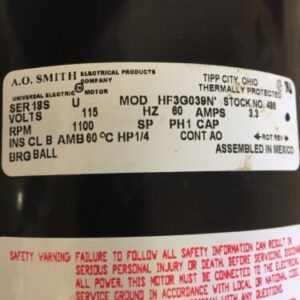 A.O. SMITH ELECTRICAL PRODUCTS COMPANY
TIPP CITY, OHIO
UNIVERSAL ELECTRIC MOTOR
THERMALLY PROTECTED
SER 18S U MOD HF3G039N' STOCK NO. 486
VOLTS 115 HZ 60 AMPS 3.3
RPM 1100 SP PH1 CAP
INS CL B AMB 60 °C HP1/4 CONT AO ROT REV
BRG BALL ASSEMBLED IN MEXICO
SAFETY WARNING: FAILURE TO FOLLOW ALL SAFETY INFORMATION CAN RESULT
SERIOUS PERSONAL INJURY OR DEATH. BEFORE SERVICING, DISCON
ALL POWER. THIS MOTOR MUST BE CONNECTED TO THE ELECTRICAL
SERVICE GROUND IN ACCORDANCE WITH LOCAL OR NATIONAL CODES